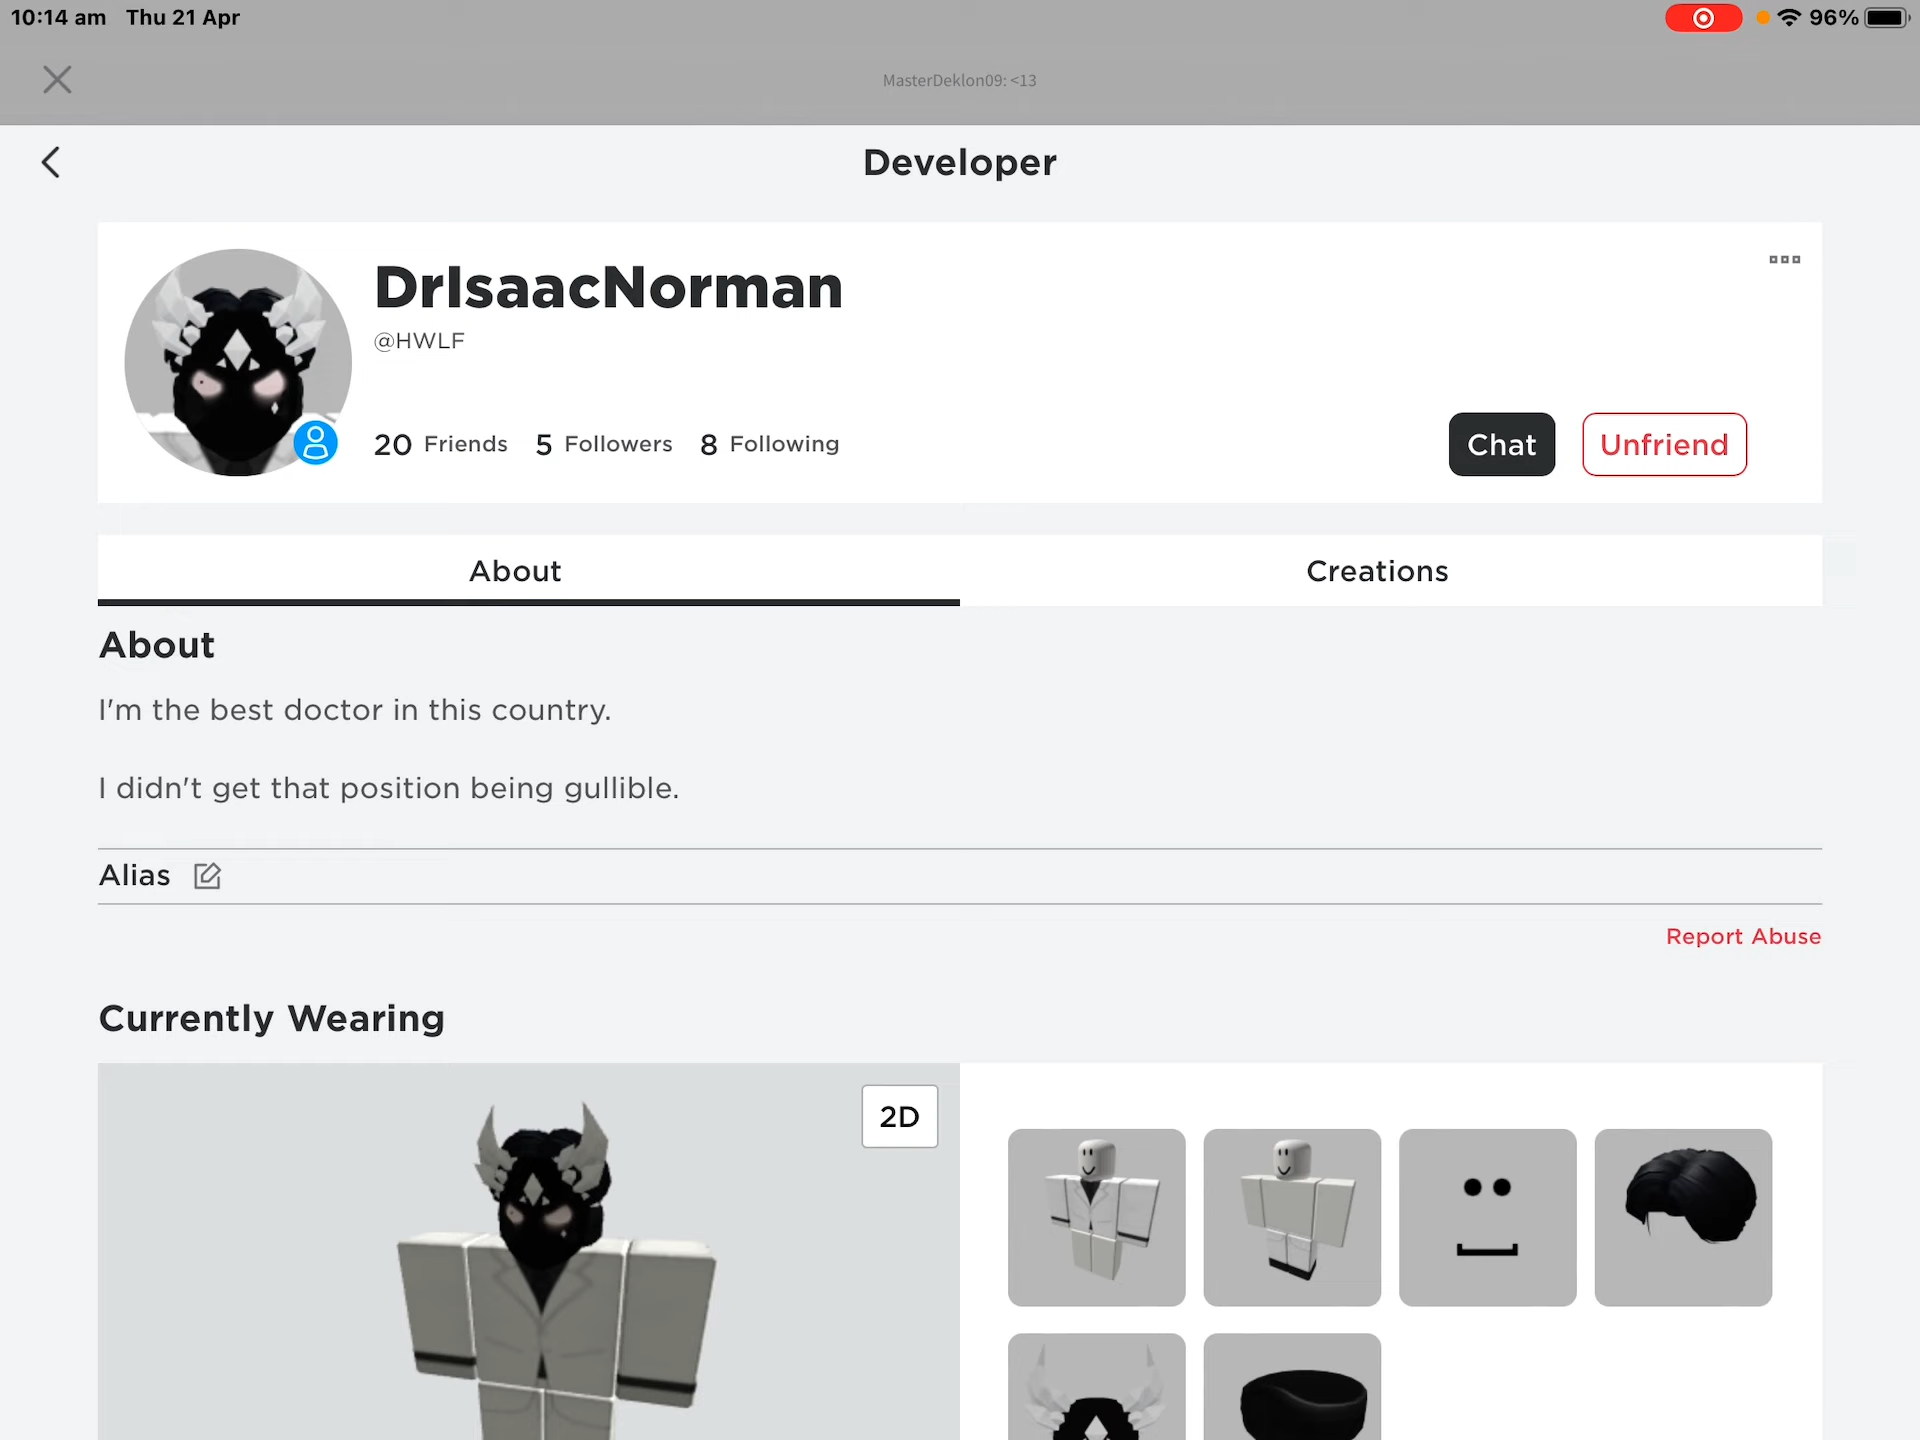 10:14 am Thu 21 Apr
96%
MasterDeklon09: <13
Developer
DrIsaacNorman
@HWLF
20 Friends 5 Followers 8 Following
Chat
Unfriend
About
Creations
About
I'm the best doctor in this country.
I didn't get that position being gullible.
Alias
Report Abuse
Currently Wearing
2D